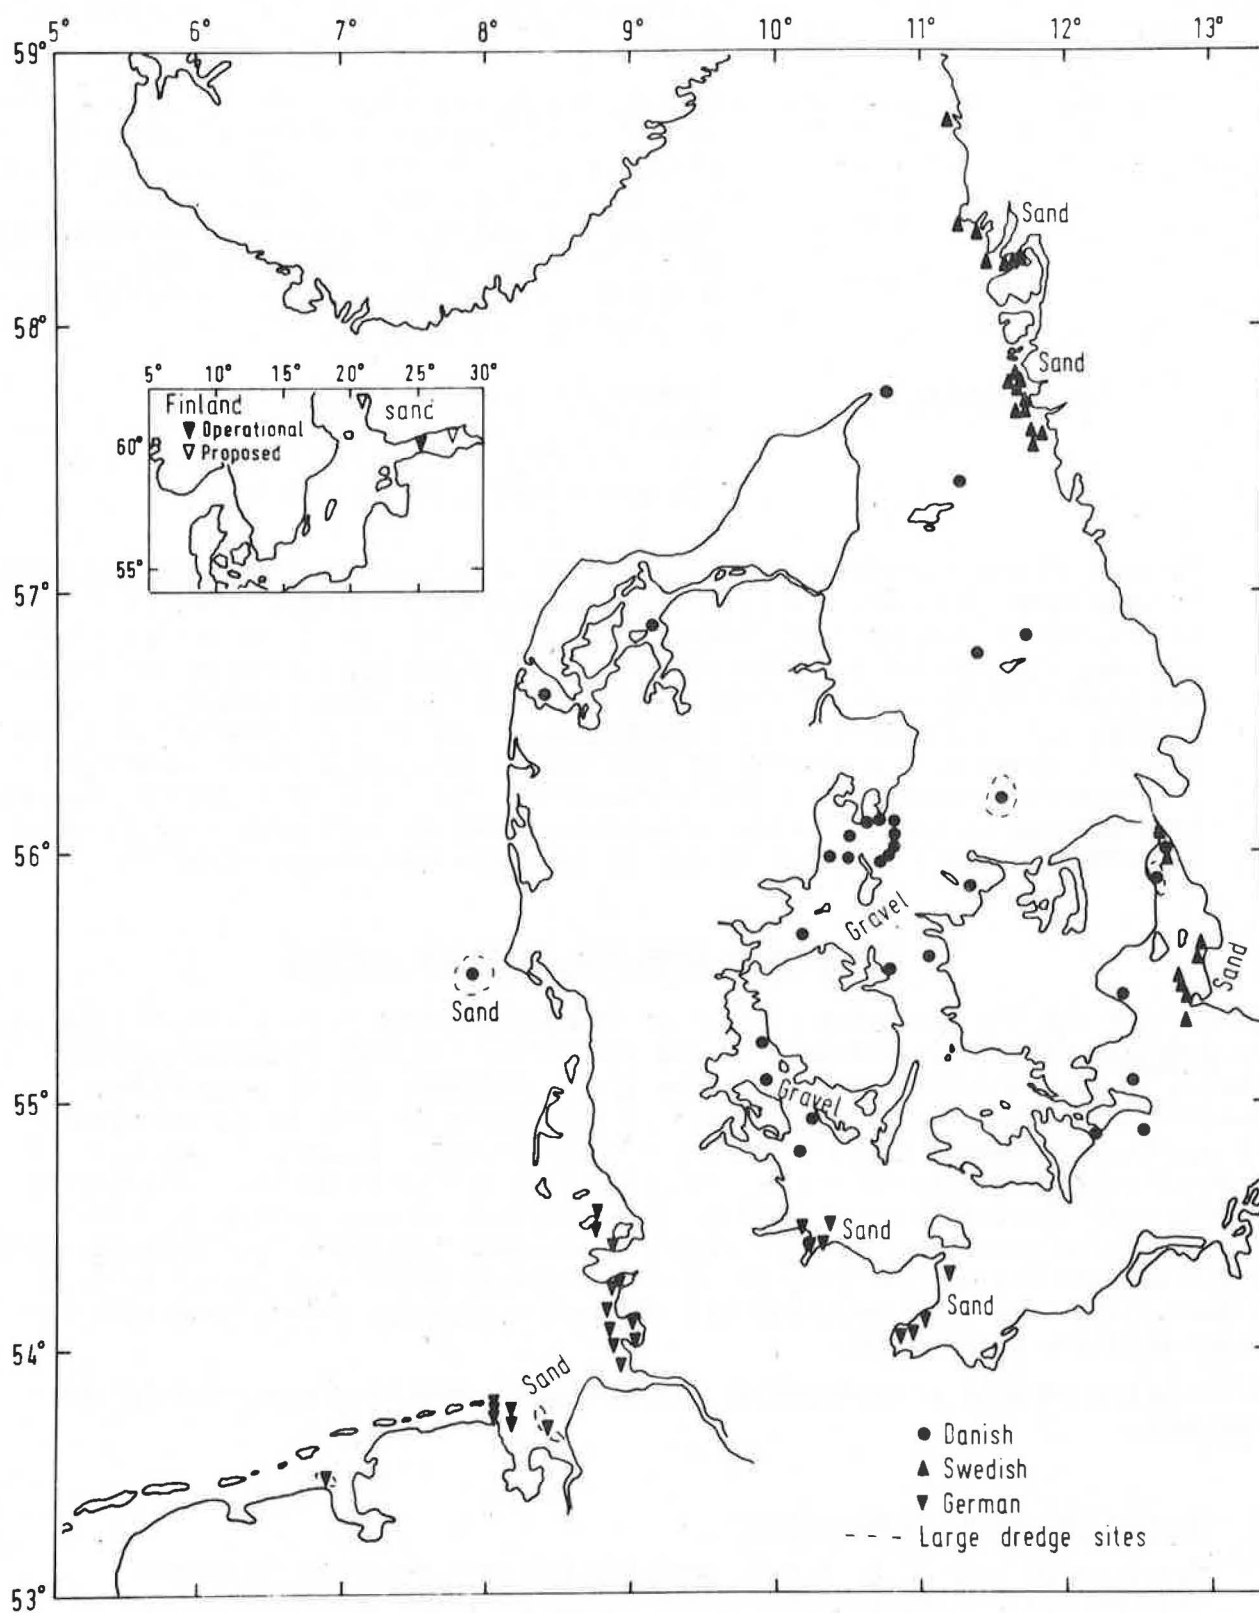 5° 6° 7° 8° 9° 10° 11° 12° 13°
59°
Sand
58°
Sand
5° 10° 15° 20° 25° 30°
Finland
sand
▼ Operational
60°
▽ Proposed
55°
57°
56°
Gravel
Sand
Sand
55°
Gravel
Sand
Sand
54°
Sand
● Danish
▲ Swedish
▼ German
--- Large dredge sites
53°